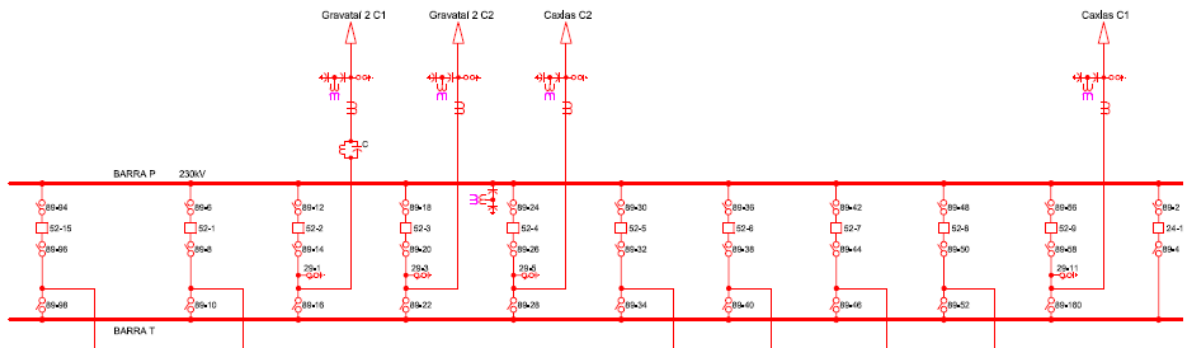 Gravataí 2 C1 Gravataí 2 C2 Caxias C2 Caxias C1
C
BARRA P 230kV
89-94 89-6 89-12 89-18 89-24 89-30 89-36 89-42 89-48 89-56 89-2
52-15 52-1 52-2 52-3 52-4 52-5 52-6 52-7 52-8 52-9 24-1
89-96 89-8 89-14 89-20 89-26 89-32 89-38 89-44 89-50 89-58 89-4
29-1 29-3 29-5 29-11
89-98 89-10 89-16 89-22 89-28 89-34 89-40 89-46 89-52 89-160
BARRA T